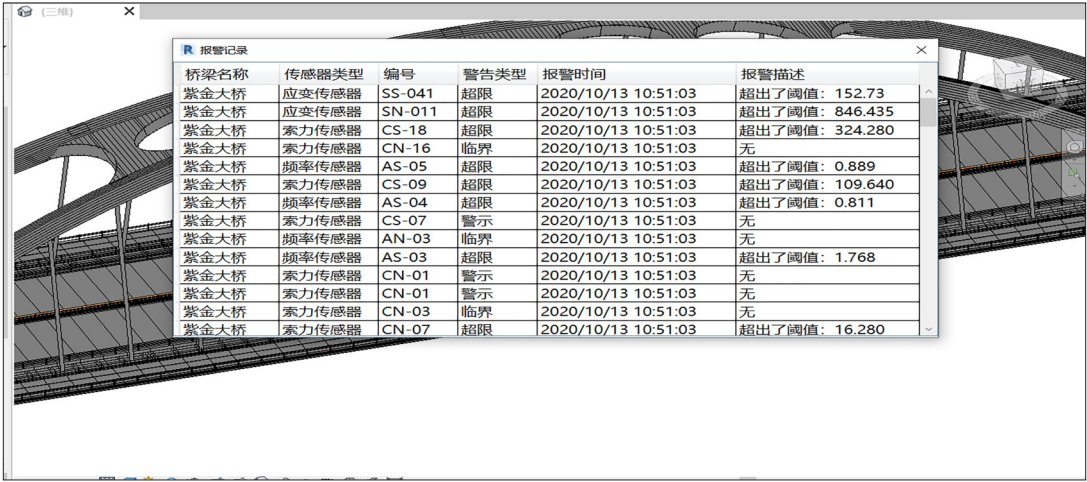 {三维}
报警记录
桥梁名称 传感器类型 编号 警告类型 报警时间 报警描述
紫金大桥 应变传感器 SS-041 超限 2020/10/13 10:51:03 超出了阈值：152.73
紫金大桥 应变传感器 SN-011 超限 2020/10/13 10:51:03 超出了阈值：846.435
紫金大桥 索力传感器 CS-18 超限 2020/10/13 10:51:03 超出了阈值：324.280
紫金大桥 索力传感器 CN-16 临界 2020/10/13 10:51:03 无
紫金大桥 频率传感器 AS-05 超限 2020/10/13 10:51:03 超出了阈值：0.889
紫金大桥 索力传感器 CS-09 超限 2020/10/13 10:51:03 超出了阈值：109.640
紫金大桥 频率传感器 AS-04 超限 2020/10/13 10:51:03 超出了阈值：0.811
紫金大桥 索力传感器 CS-07 警示 2020/10/13 10:51:03 无
紫金大桥 频率传感器 AN-03 临界 2020/10/13 10:51:03 无
紫金大桥 频率传感器 AS-03 超限 2020/10/13 10:51:03 超出了阈值：1.768
紫金大桥 索力传感器 CN-01 警示 2020/10/13 10:51:03 无
紫金大桥 索力传感器 CN-01 警示 2020/10/13 10:51:03 无
紫金大桥 索力传感器 CN-03 临界 2020/10/13 10:51:03 无
紫金大桥 索力传感器 CN-07 超限 2020/10/13 10:51:03 超出了阈值：16.280